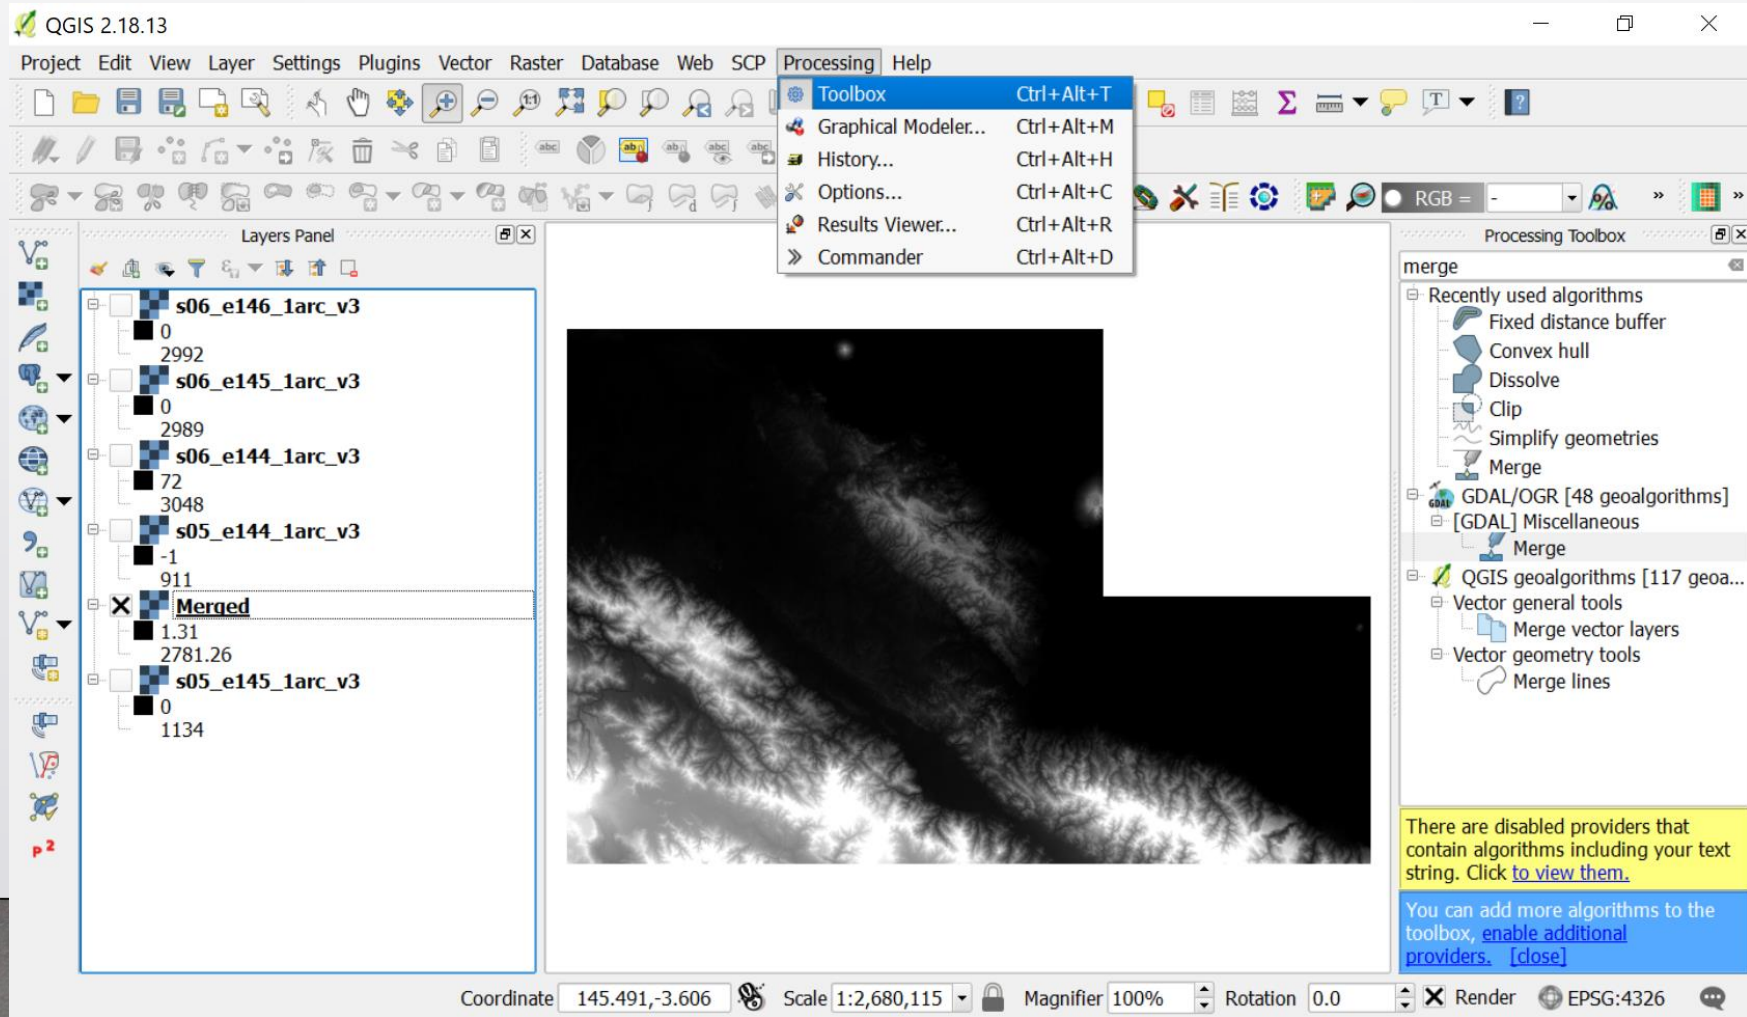 QGIS 2.18.13
Project Edit View Layer Settings Plugins Vector Raster Database Web SCP Processing Help
Toolbox Ctrl+Alt+T
Graphical Modeler... Ctrl+Alt+M
History... Ctrl+Alt+H
Options... Ctrl+Alt+C
Results Viewer... Ctrl+Alt+R
Commander Ctrl+Alt+D
RGB = -
Layers Panel
s06_e146_1arc_v3
0
2992
s06_e145_1arc_v3
0
2989
s06_e144_1arc_v3
72
3048
s05_e144_1arc_v3
-1
911
Merged
1.31
2781.26
s05_e145_1arc_v3
0
1134
Processing Toolbox
merge
Recently used algorithms
Fixed distance buffer
Convex hull
Dissolve
Clip
Simplify geometries
Merge
GDAL/OGR [48 geoalgorithms]
[GDAL] Miscellaneous
Merge
QGIS geoalgorithms [117 geoa...
Vector general tools
Merge vector layers
Vector geometry tools
Merge lines
There are disabled providers that
contain algorithms including your text
string. Click to view them.
You can add more algorithms to the
toolbox, enable additional
providers. [close]
Coordinate 145.491,-3.606 Scale 1:2,680,115 Magnifier 100% Rotation 0.0 Render EPSG:4326